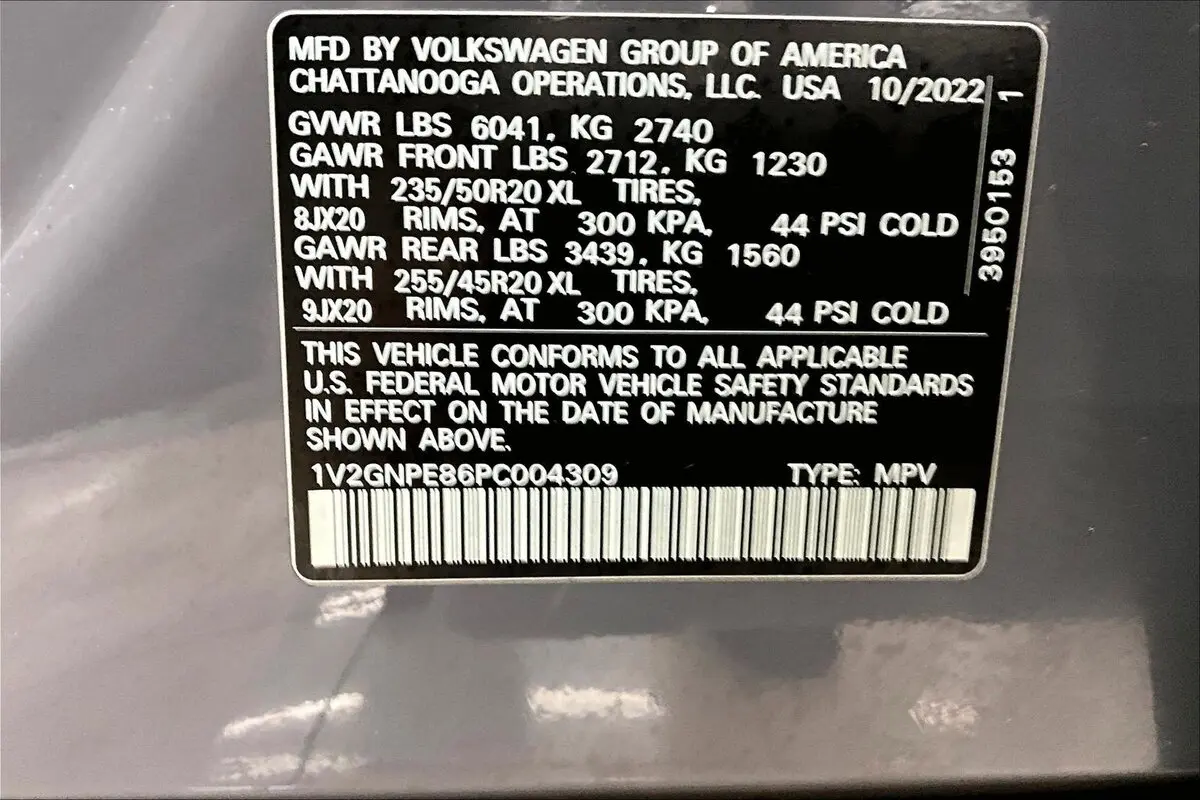 MFD BY VOLKSWAGEN GROUP OF AMERICA
CHATTANOOGA OPERATIONS, LLC. USA 10/2022
GVWR LBS 6041, KG 2740
GAWR FRONT LBS 2712, KG 1230
WITH 235/50R20 XL TIRES,
8JX20 RIMS, AT 300 KPA, 44 PSI COLD
GAWR REAR LBS 3439, KG 1560
WITH 255/45R20 XL TIRES,
9JX20 RIMS, AT 300 KPA, 44 PSI COLD
THIS VEHICLE CONFORMS TO ALL APPLICABLE
U.S. FEDERAL MOTOR VEHICLE SAFETY STANDARDS
IN EFFECT ON THE DATE OF MANUFACTURE
SHOWN ABOVE.
1V2GNPE86PC004309 TYPE: MPV
3950153 1